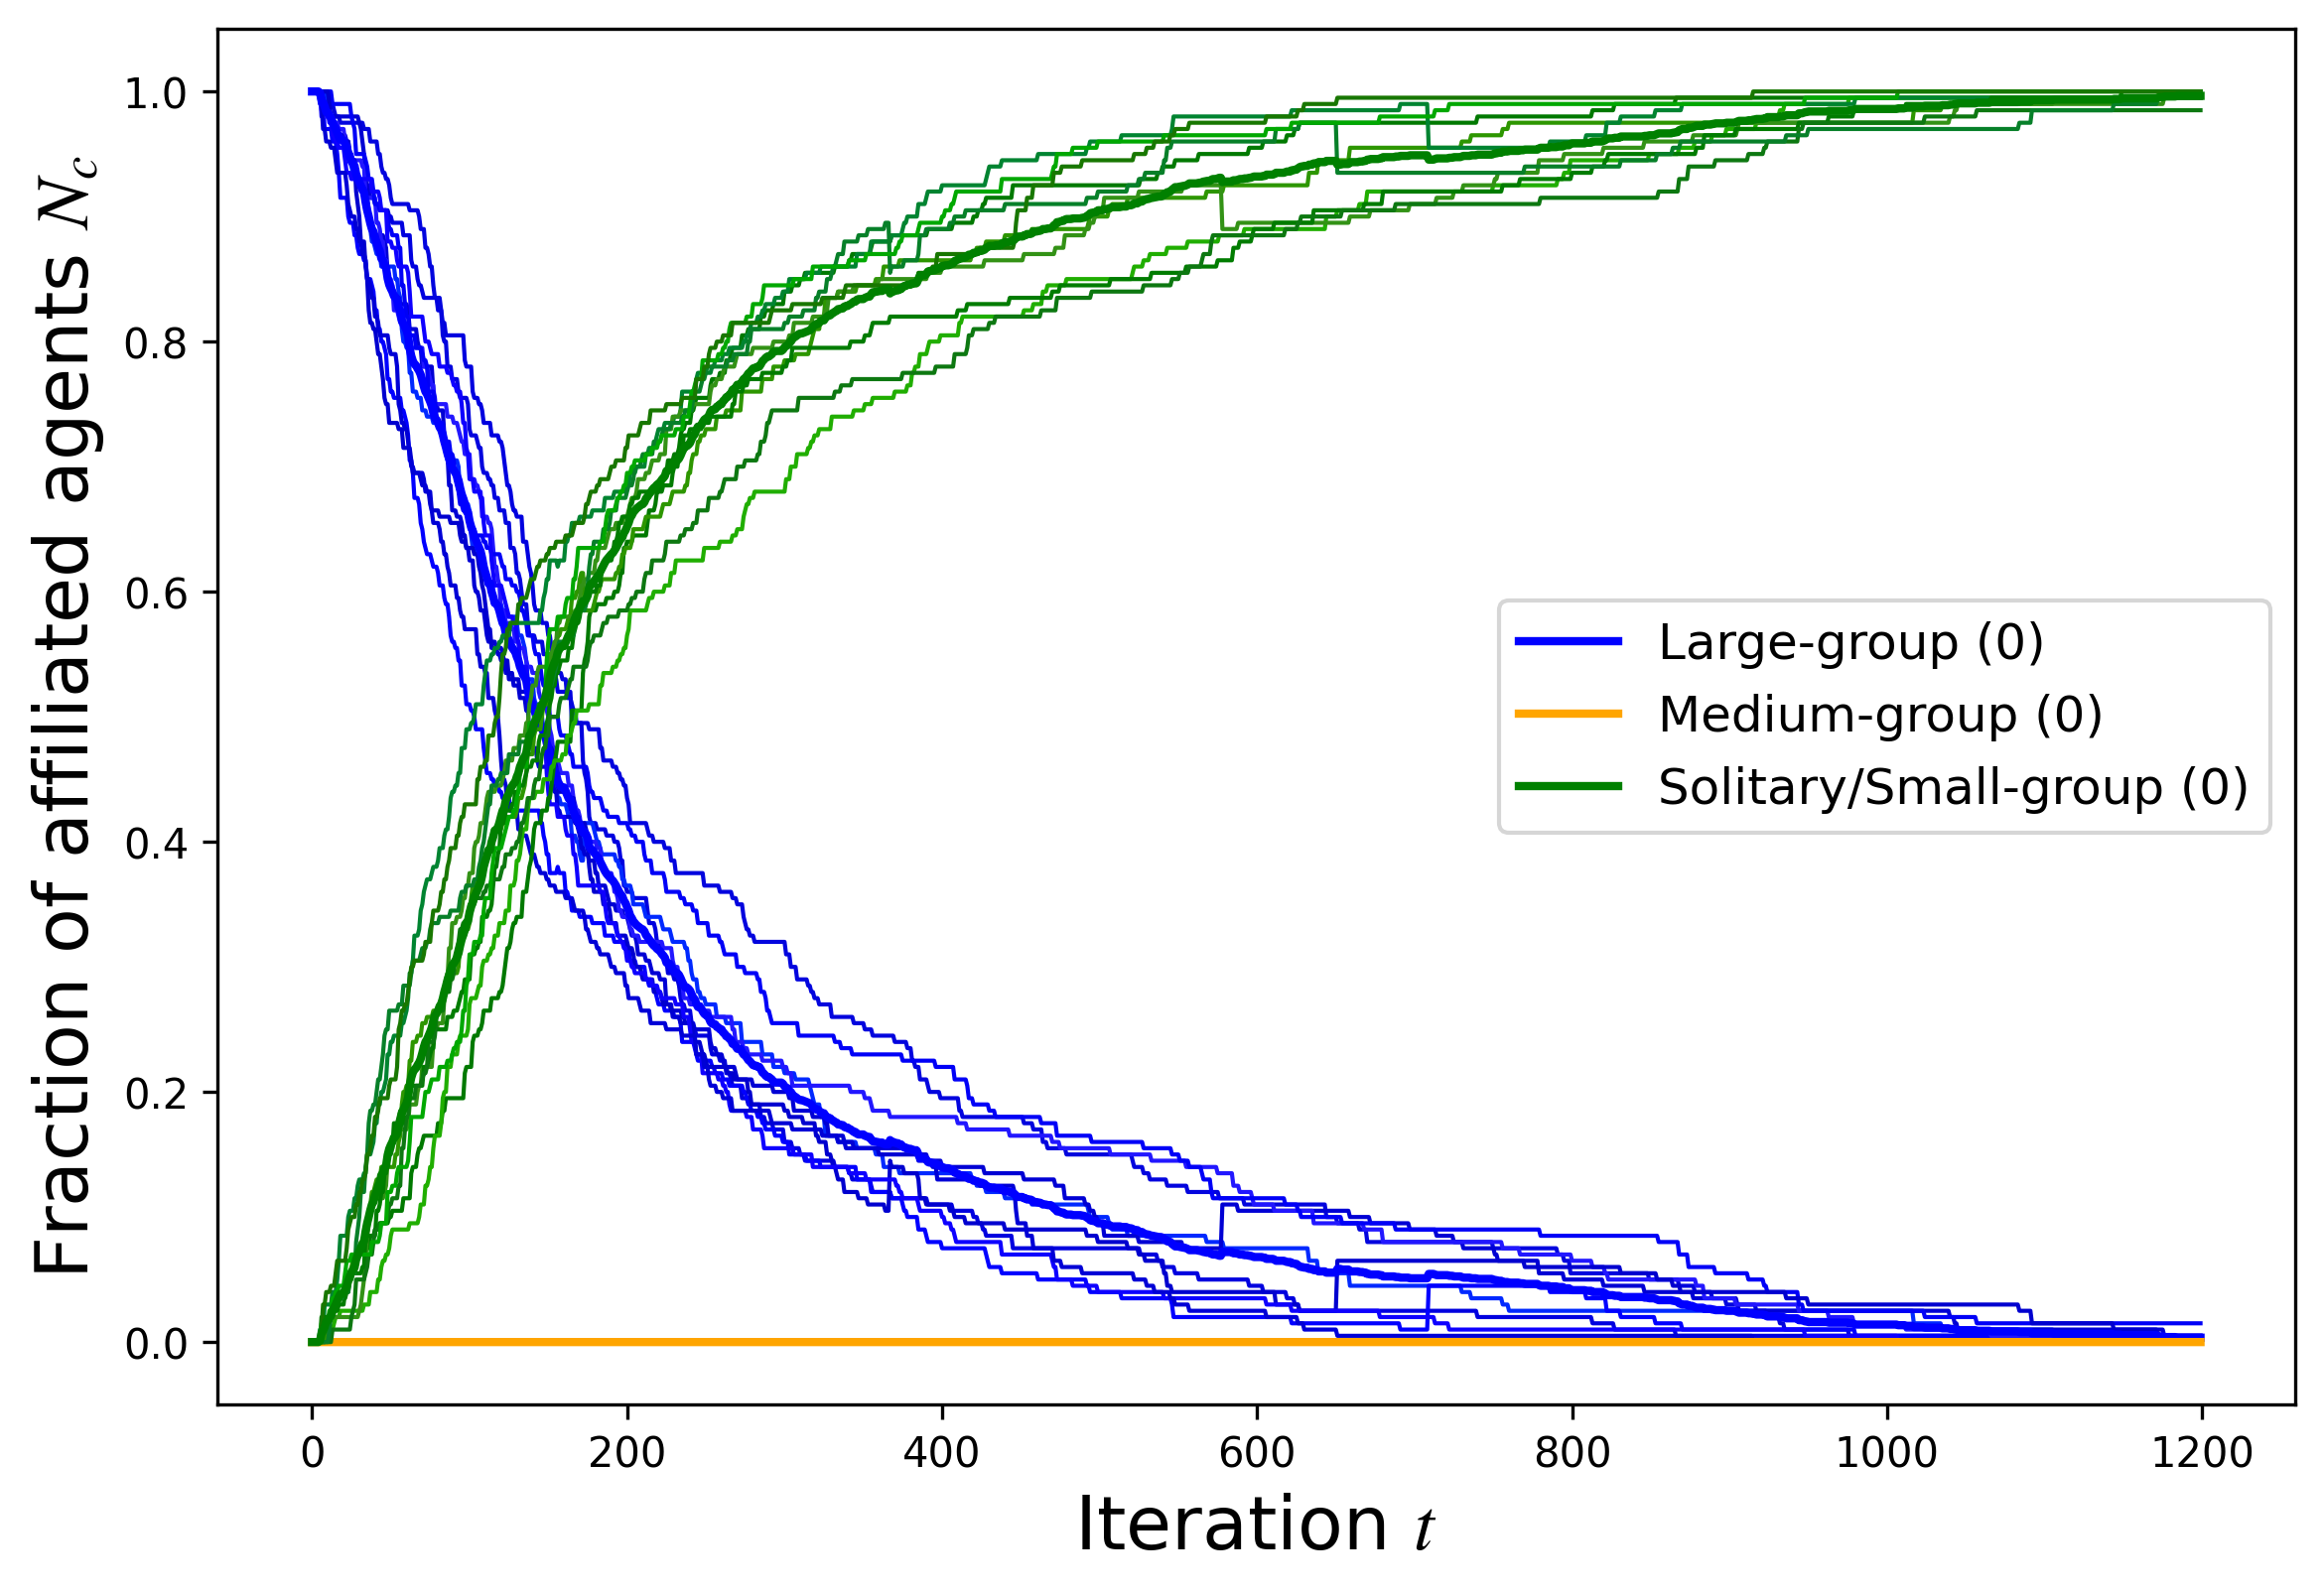 Fraction of affiliated agents N_c
1.0
0.8
0.6
0.4
0.2
0.0
Large-group (0)
Medium-group (0)
Solitary/Small-group (0)
0 200 400 600 800 1000 1200
Iteration t